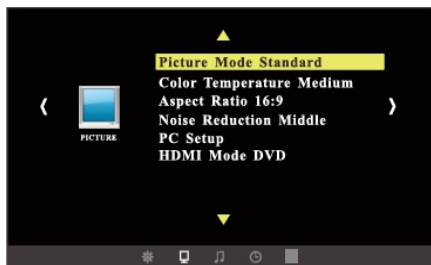 Picture Mode Standard
Color Temperature Medium
Aspect Ratio 16:9
Noise Reduction Middle
PICTURE
PC Setup
HDMI Mode DVD